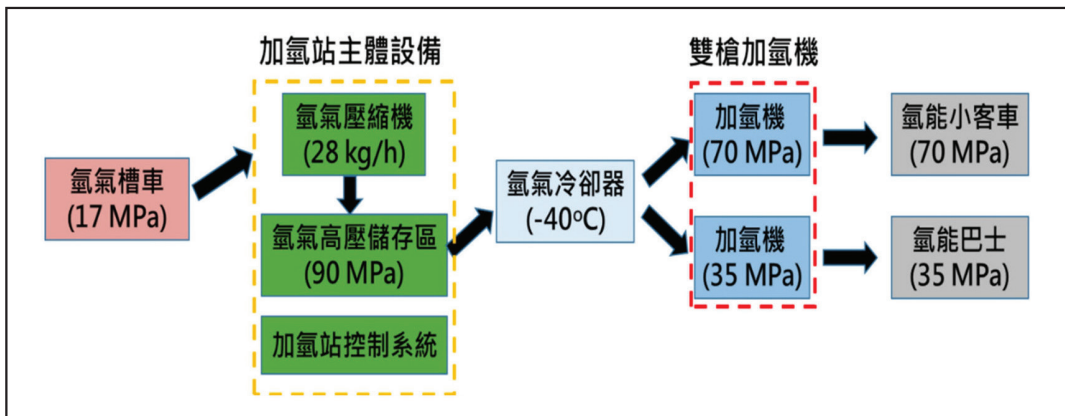 加氫站主體設備
雙槍加氫機
氫氣槽車
(17 MPa)
氫氣壓縮機
(28 kg/h)
氫氣高壓儲存區
(90 MPa)
加氫站控制系統
氫氣冷卻器
(-40°C)
加氫機
(70 MPa)
加氫機
(35 MPa)
氫能小客車
(70 MPa)
氫能巴士
(35 MPa)